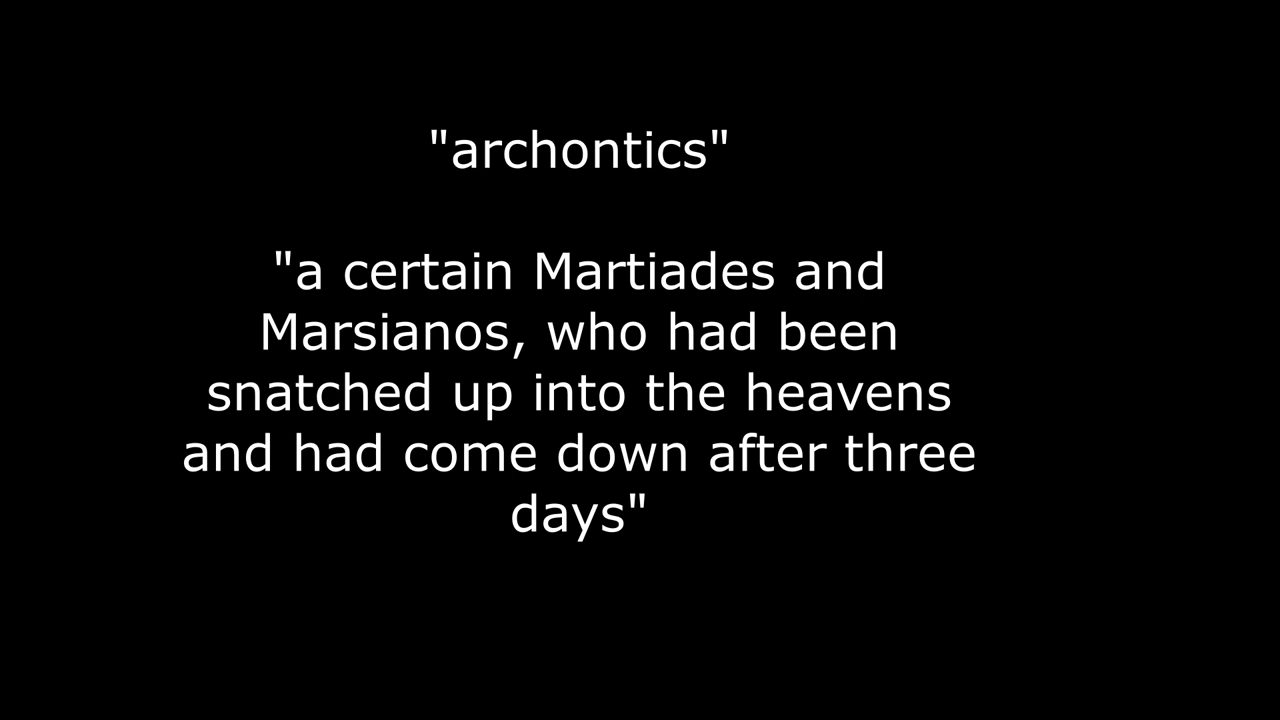 "archontics"
"a certain Martiades and
Marsianos, who had been
snatched up into the heavens
and had come down after three
days"